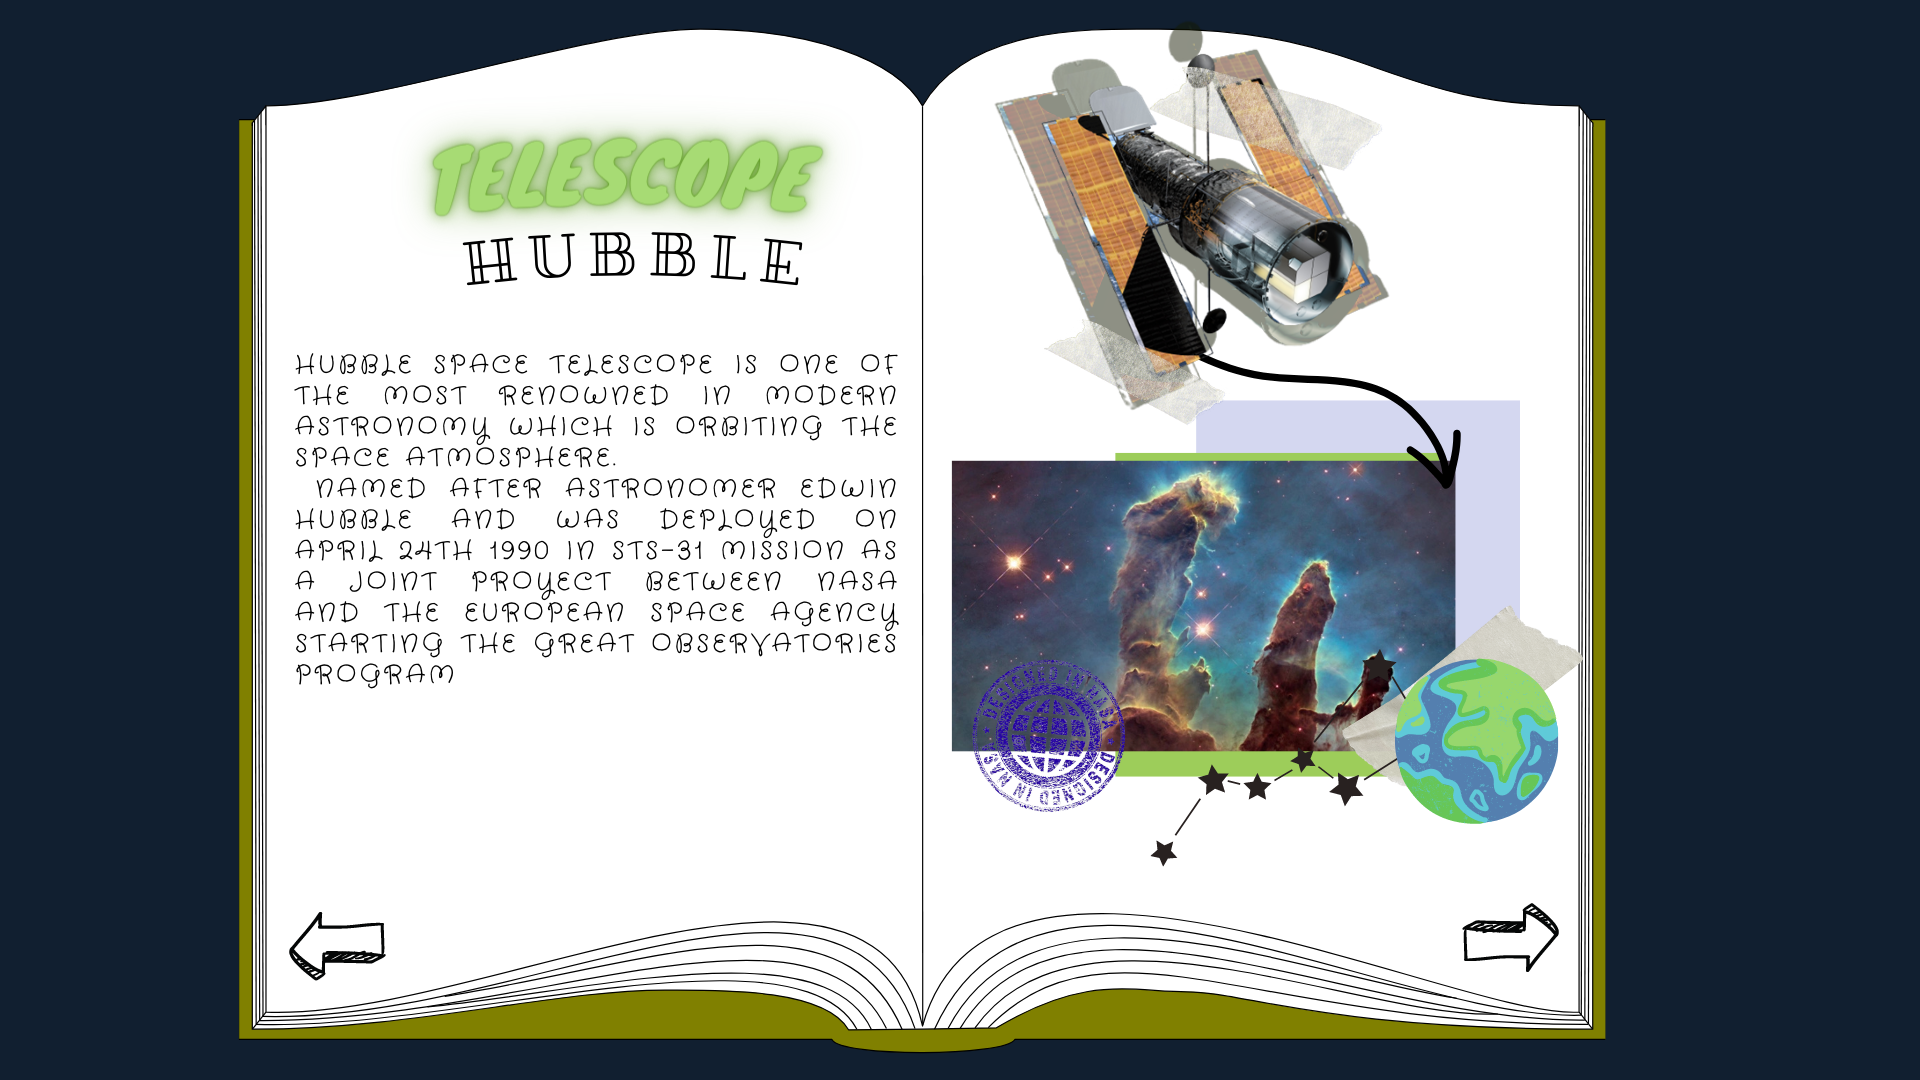 TELESCOPE
HUBBLE
HUBBLE SPACE TELESCOPE IS ONE OF
THE MOST RENOWNED IN MODERN
ASTRONOMY WHICH IS ORBITING THE
SPACE ATMOSPHERE.
NAMED AFTER ASTRONOMER EDWIN
HUBBLE AND WAS DEPLOYED ON
APRIL 24TH 1990 IN STS-31 MISSION AS
A JOINT PROYECT BETWEEN NASA
AND THE EUROPEAN SPACE AGENCY
STARTING THE GREAT OBSERVATORIES
PROGRAM
DESIGNED IN NASA
DESIGNED IN NASA